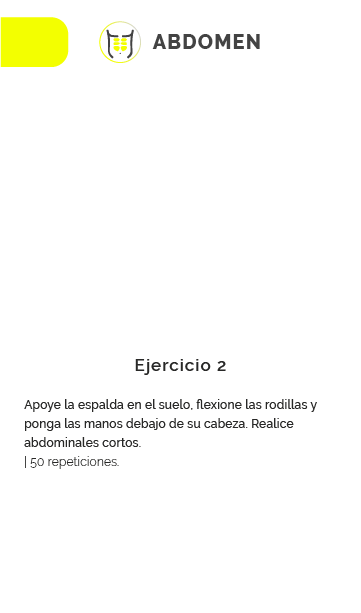 ABDOMEN
Ejercicio 2
Apoye la espalda en el suelo, flexione las rodillas y
ponga las manos debajo de su cabeza. Realice
abdominales cortos.
| 50 repeticiones.